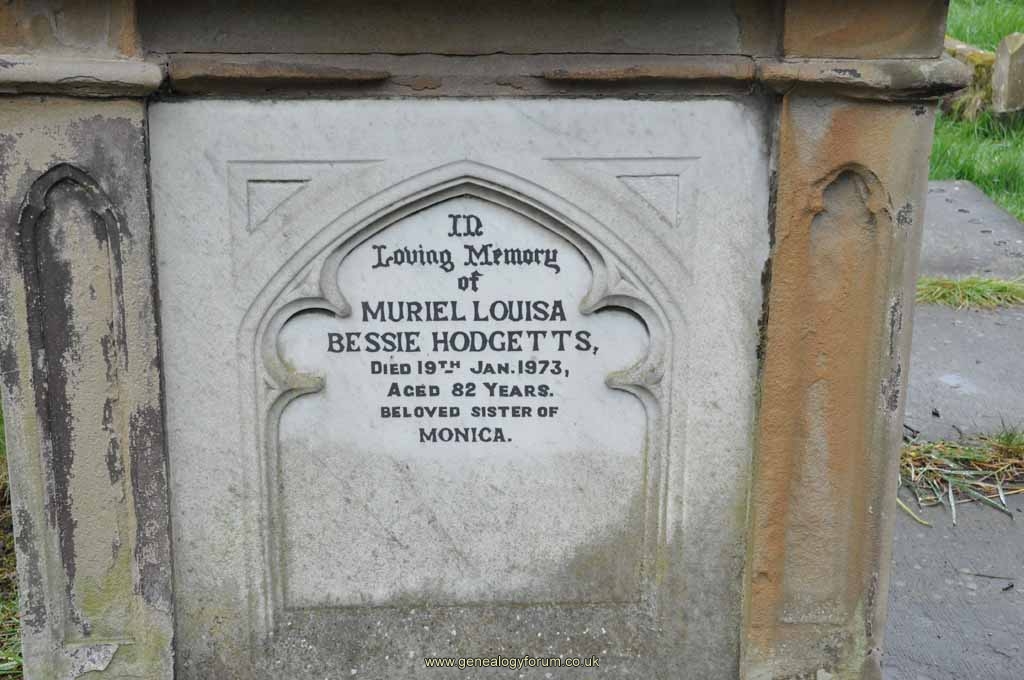 In
Loving Memory
of
MURIEL LOUISA
BESSIE HODGETTS,
DIED 19TH JAN. 1973,
AGED 82 YEARS.
BELOVED SISTER OF
MONICA.
www.genealogyforum.co.uk